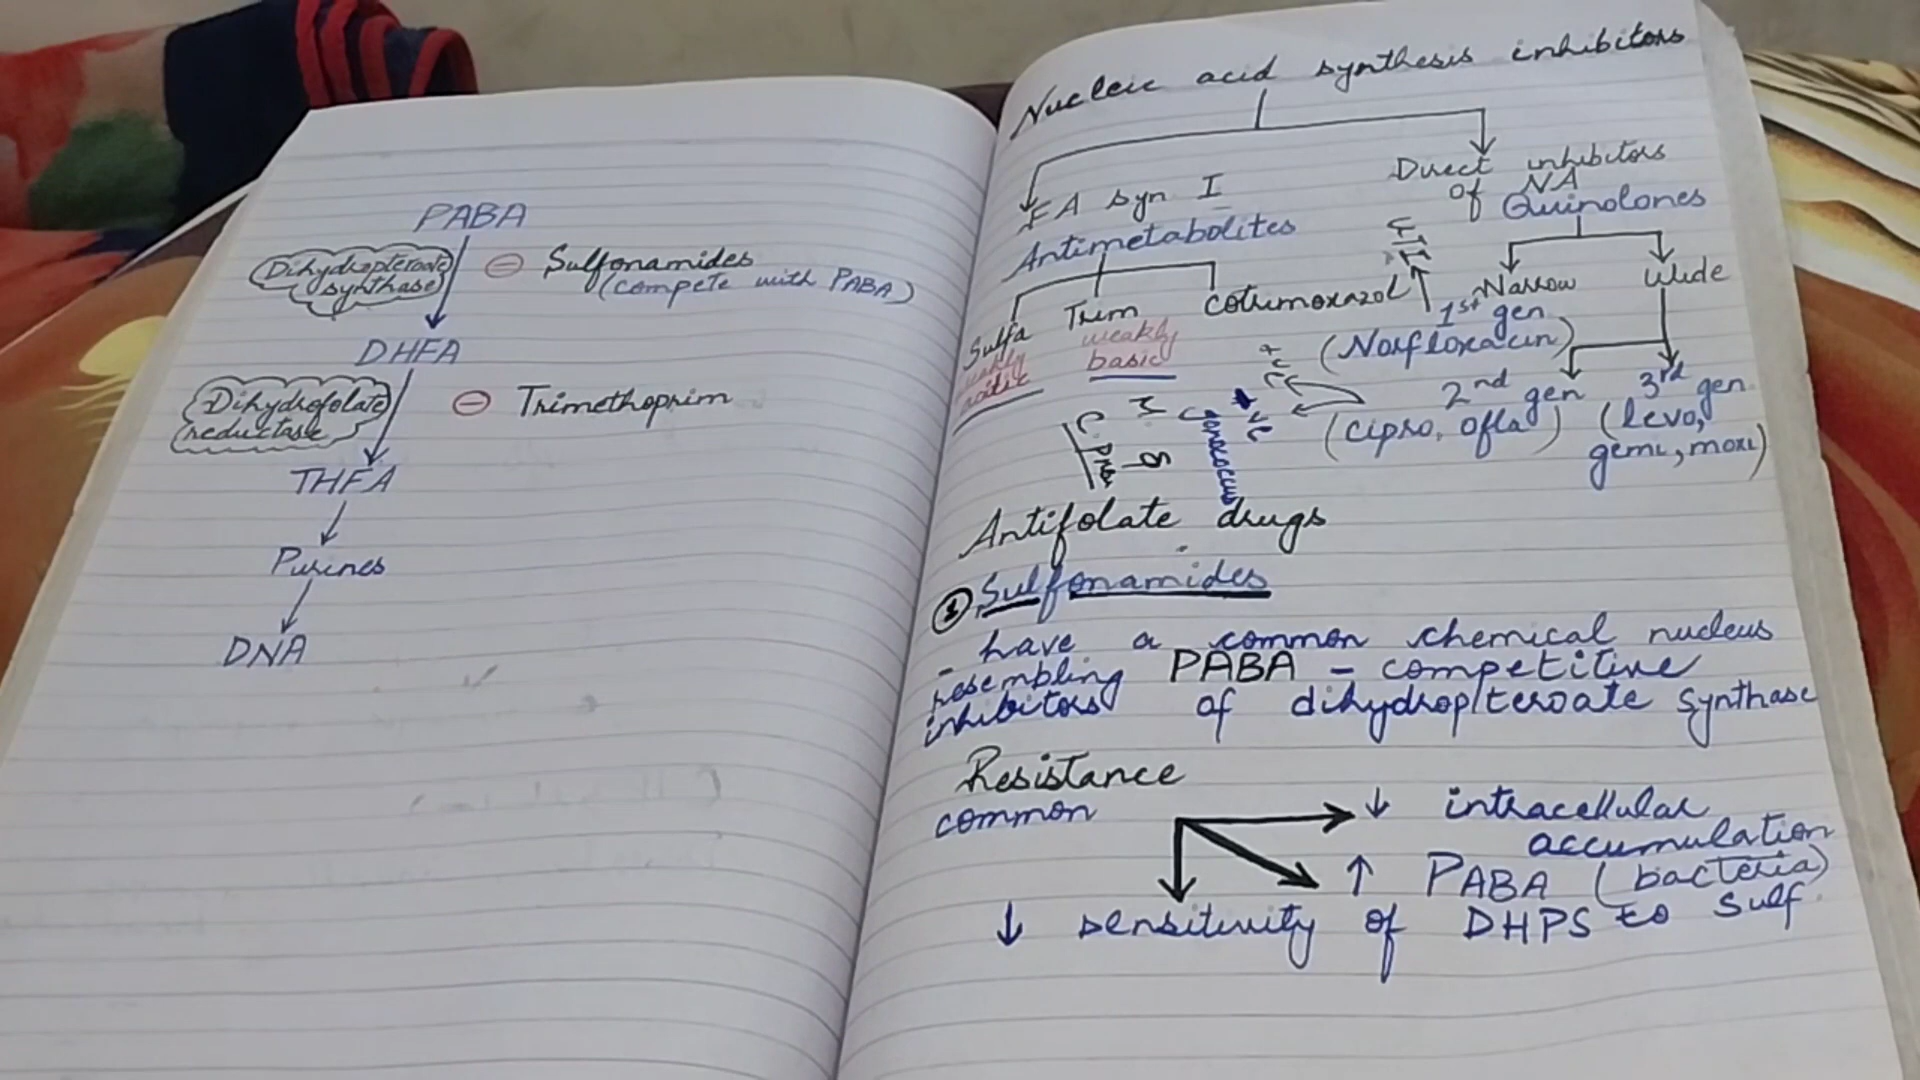 PABA
Dihydropteroate
synthase
⊖ Sulfonamides
(compete with PABA)
DHFA
Dihydrofolate
reductase
⊖ Trimethoprim
THFA
Purines
DNA
Nucleic acid synthesis inhibitors
FA syn I
Antimetabolites
Direct inhibitors
of NA
Quinolones
Sulfa
weakly
acidic
Trim
weakly
basic
cotrimoxazol
Narrow
1st gen
(Norfloxacin)
Wide
2nd gen
(cipro, ofla)
3rd gen
(levo,
gemi, moxi)
Antifolate drugs
① Sulfonamides
- have a common chemical nucleus
resembling PABA - competitive
inhibitors of dihydropteroate synthase
Resistance
common
↓ intracellular
accumulation
↑ PABA (bacteria)
↓ sensitivity of DHPS to sulf.